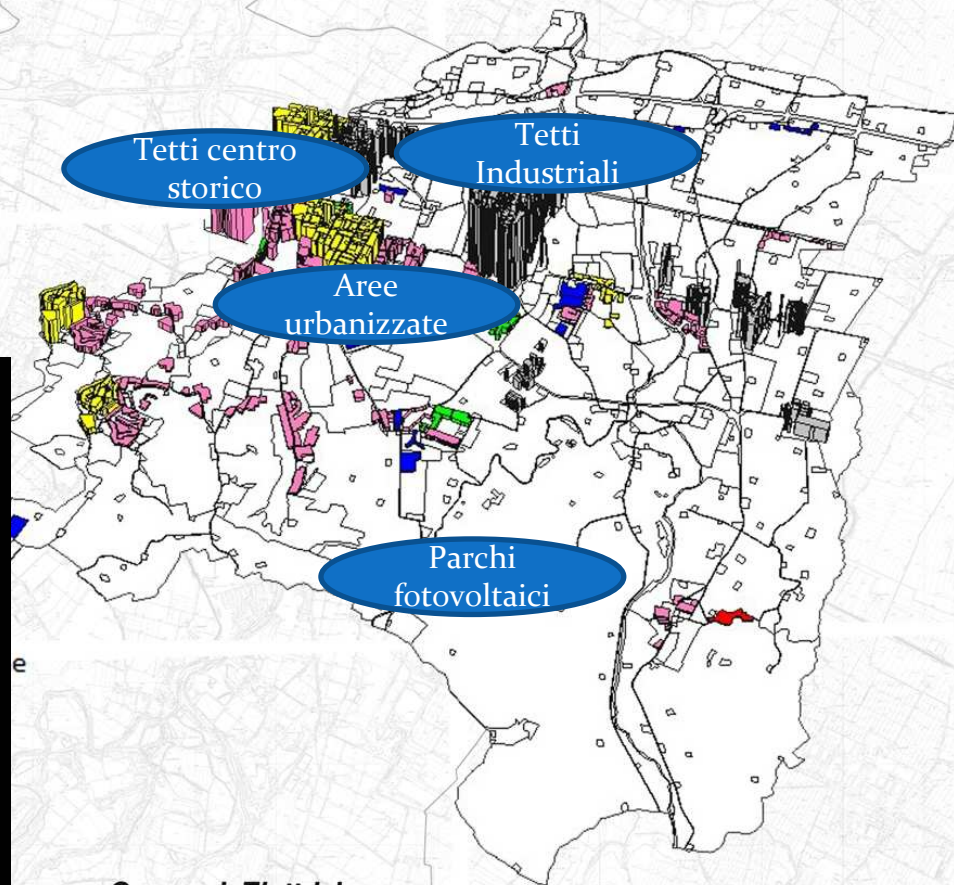 Tetti centro
storico
Tetti
Industriali
Aree
urbanizzate
Parchi
fotovoltaici
e